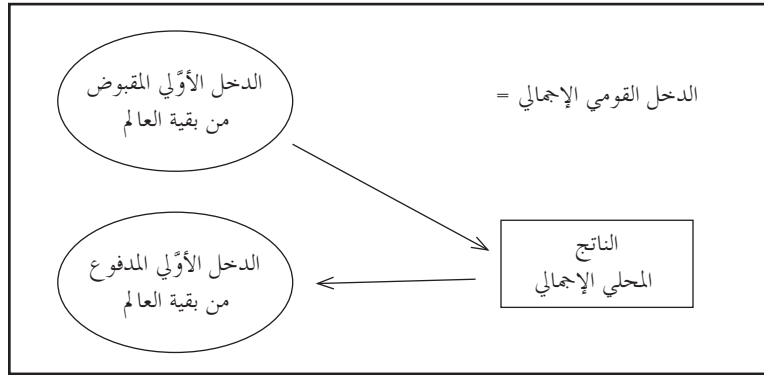 الدخل القومي الإجمالي =
الدخل الأوَّلي المقبوض
من بقية العالم
الناتج
المحلي الإجمالي
الدخل الأوَّلي المدفوع
من بقية العالم